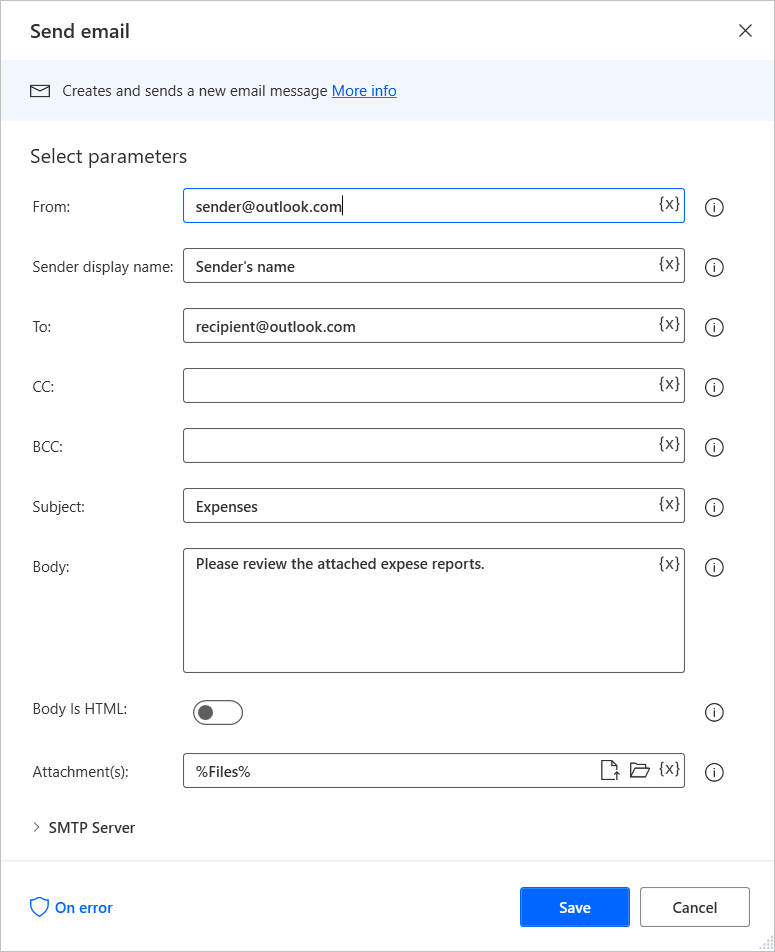 Send email
Creates and sends a new email message More info
Select parameters
From: sender@outlook.com {x}
Sender display name: Sender's name {x}
To: recipient@outlook.com {x}
CC: {x}
BCC: {x}
Subject: Expenses {x}
Body: Please review the attached expese reports. {x}
Body Is HTML:
Attachment(s): %Files% {x}
SMTP Server
On error Save Cancel